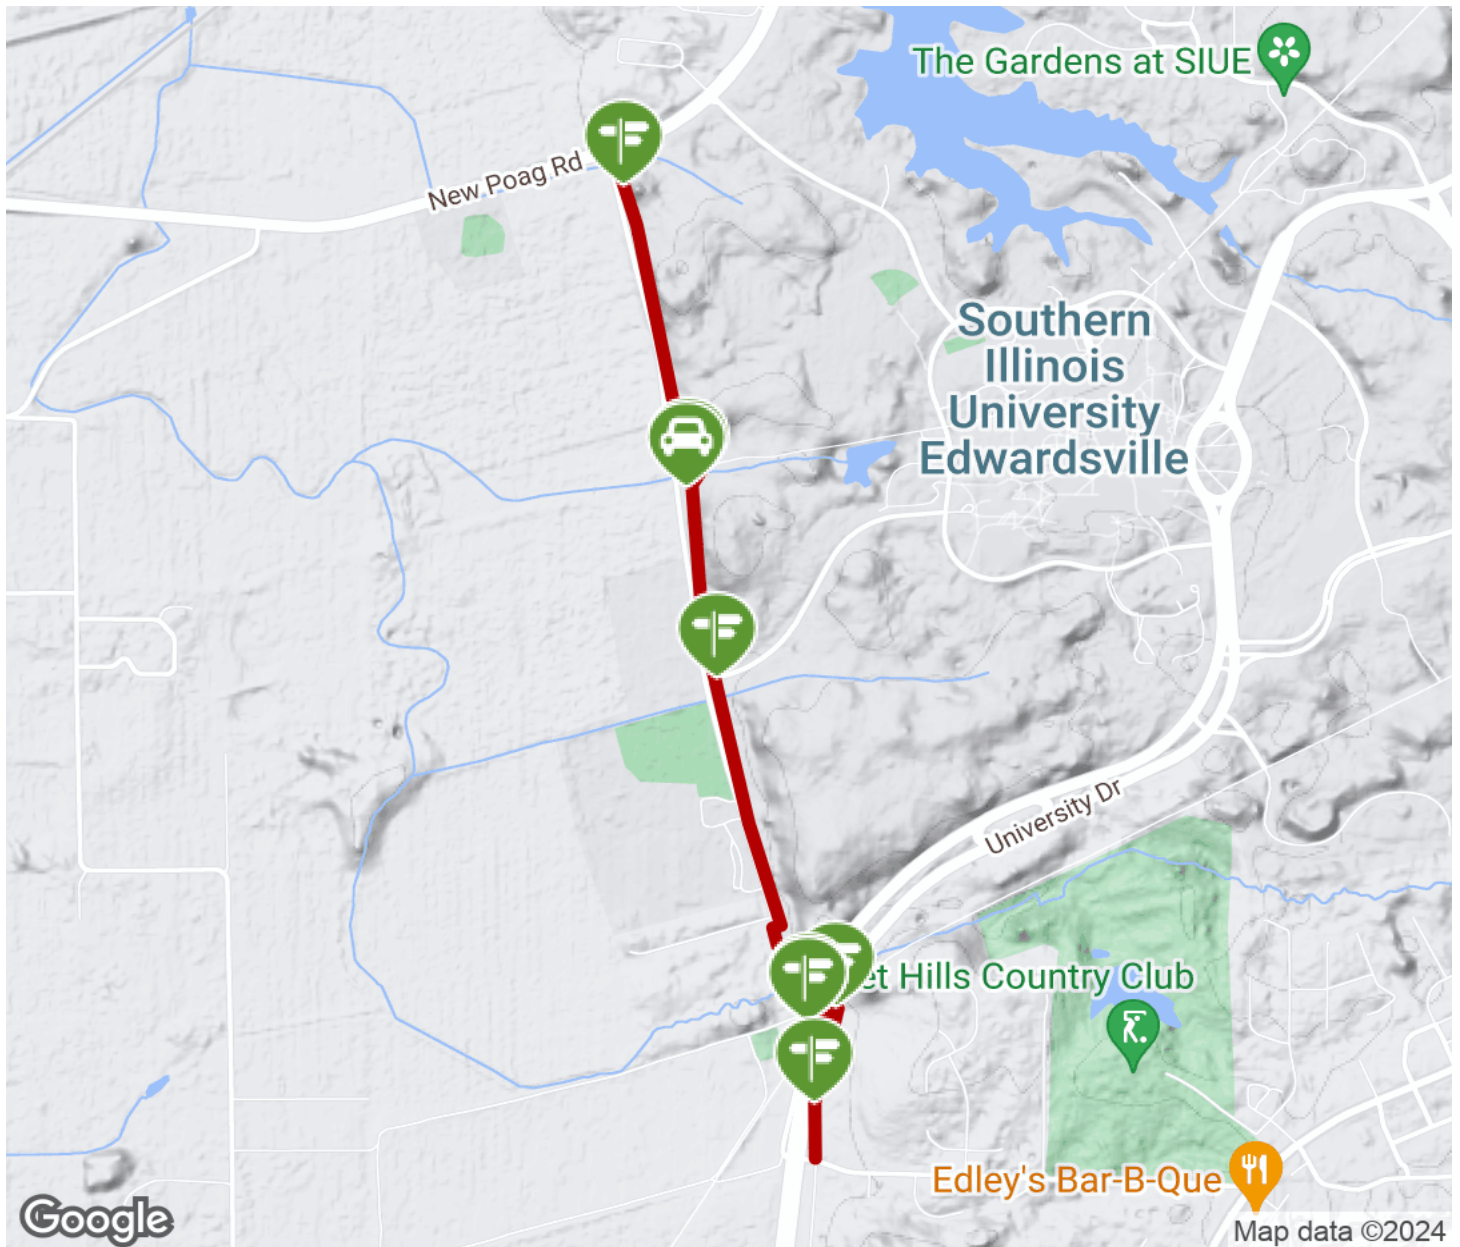 The Gardens at SIUE
New Poag Rd
Southern
Illinois
University
Edwardsville
University Dr
et Hills Country Club
Edley's Bar-B-Que
Google
Map data ©2024